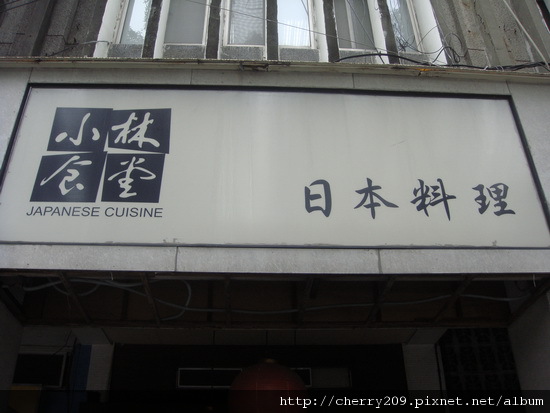 小林
食堂
JAPANESE CUISINE
日本料理
http://cherry209.pixnet.net/album